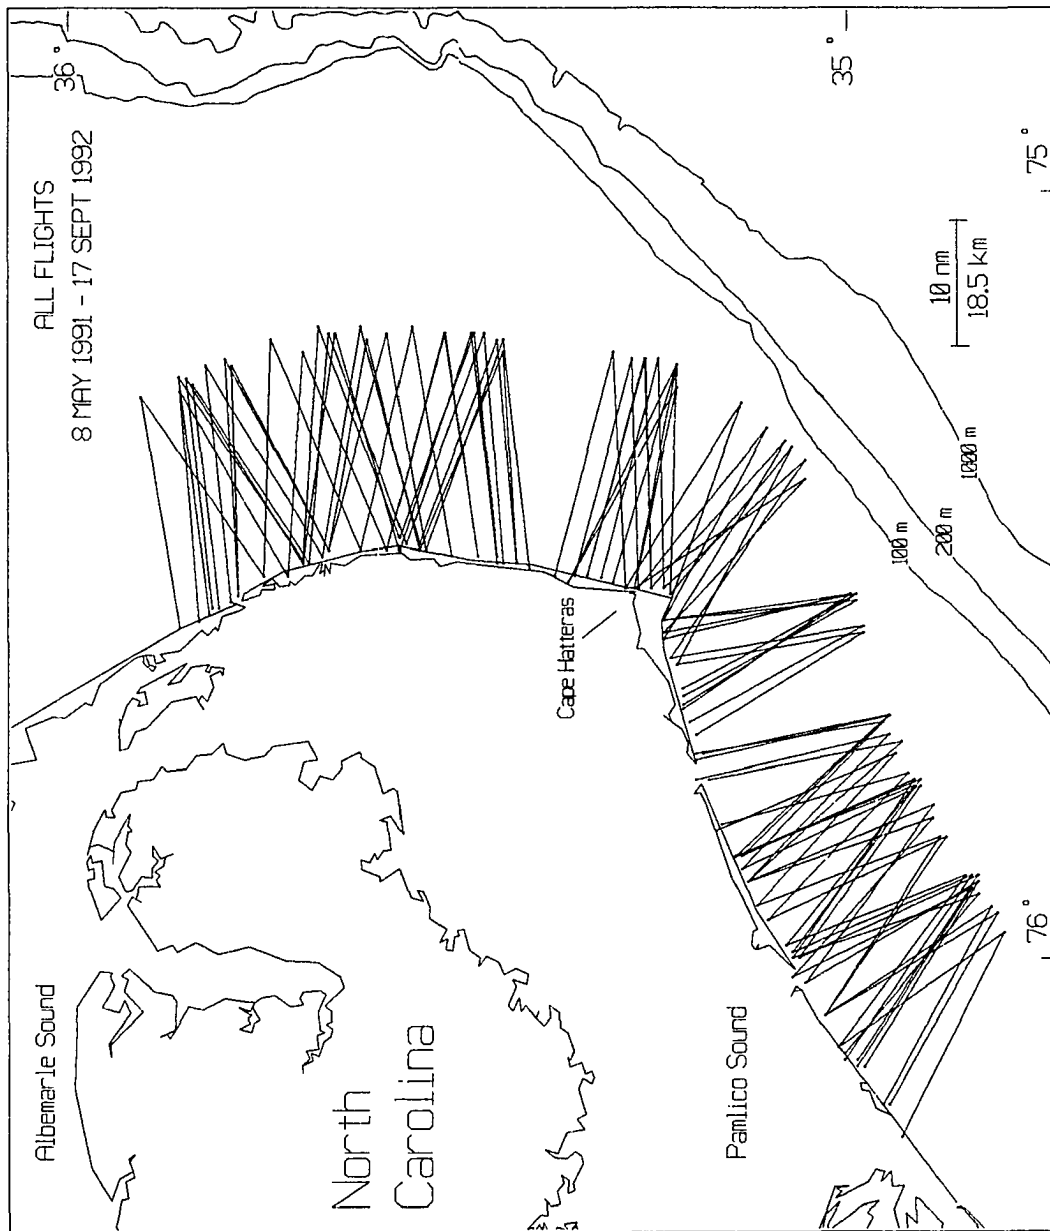 ALL FLIGHTS
8 MAY 1991 - 17 SEPT 1992
36°
35°
Albemarle Sound
North
Carolina
Cape Hatteras
Pamlico Sound
10 nm
18.5 km
100 m
200 m
1000 m
76°
75°